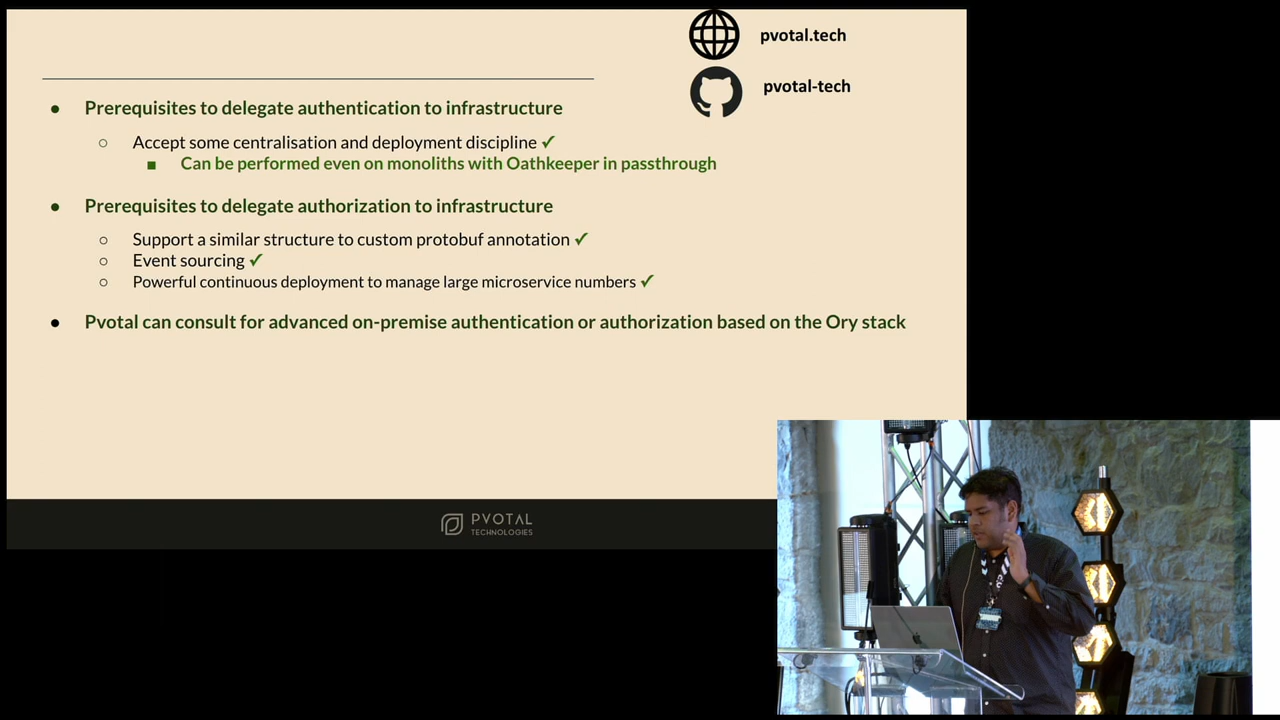 pvotal.tech
pvotal-tech
Prerequisites to delegate authentication to infrastructure
Accept some centralisation and deployment discipline ✓
Can be performed even on monoliths with Oathkeeper in passthrough
Prerequisites to delegate authorization to infrastructure
Support a similar structure to custom protobuf annotation ✓
Event sourcing ✓
Powerful continuous deployment to manage large microservice numbers ✓
Pvotal can consult for advanced on-premise authentication or authorization based on the Ory stack
PVOTAL
TECHNOLOGIES